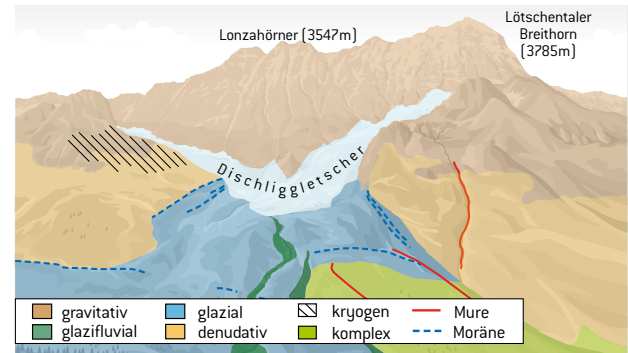 Lötschentaler
Breithorn
(3785m)
Lonzahörner (3547m)
Dischliggletscher
gravitativ
glazial
kryogen
Mure
glazifluvial
denudativ
komplex
Moräne